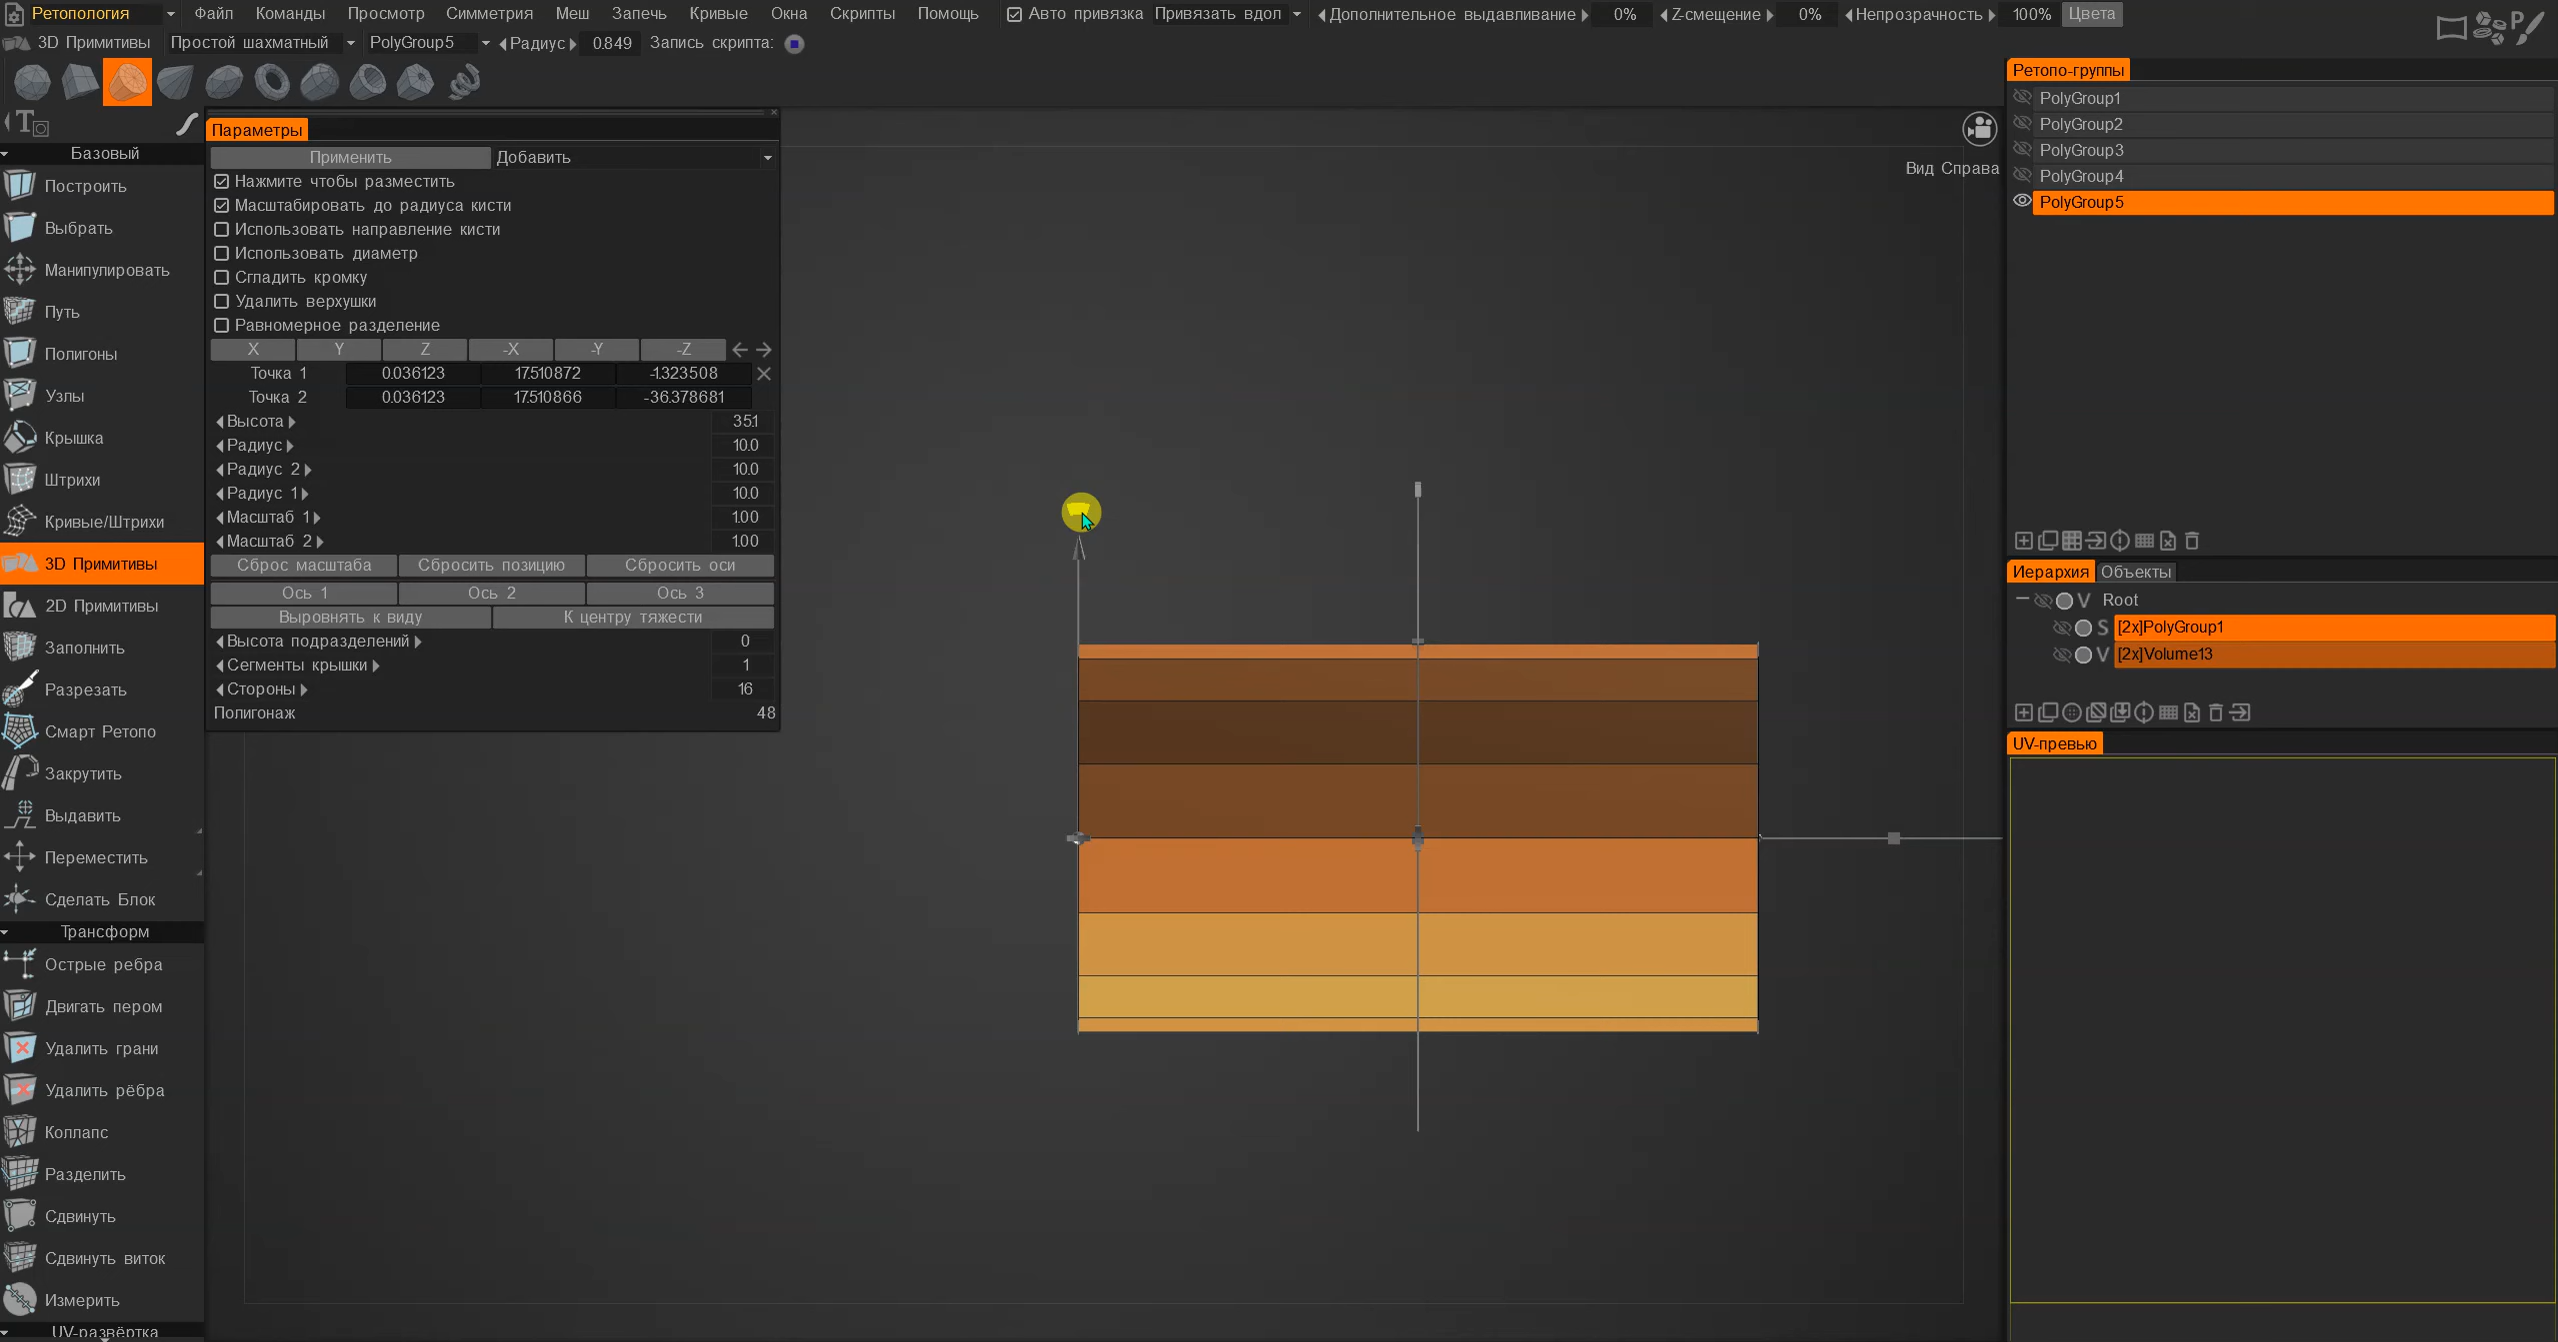 Ретопология Файл Команды Просмотр Симметрия Меш Запечь Кривые Окна Скрипты Помощь Авто привязка Привязать вдол Дополнительное выдавливание 0% Z-смещение 0% Непрозрачность 100% Цвета
3D Примитивы Простой шахматный PolyGroup5 Радиус 0.849 Запись скрипта:
Базовый
Построить
Выбрать
Манипулировать
Путь
Полигоны
Узлы
Крышка
Штрихи
Кривые/Штрихи
3D Примитивы
2D Примитивы
Заполнить
Разрезать
Смарт Ретопо
Закрутить
Выдавить
Переместить
Сделать Блок
Трансформ
Острые ребра
Двигать пером
Удалить грани
Удалить рёбра
Коллапс
Разделить
Сдвинуть
Сдвинуть виток
Измерить
UV-развёртка
Параметры
Применить Добавить
Нажмите чтобы разместить
Масштабировать до радиуса кисти
Использовать направление кисти
Использовать диаметр
Сгладить кромку
Удалить верхушки
Равномерное разделение
X Y Z -X -Y -Z
Точка 1 0.036123 17.510872 -1.323508
Точка 2 0.036123 17.510866 -36.378681
Высота 35.1
Радиус 10.0
Радиус 2 10.0
Радиус 1 10.0
Масштаб 1 1.00
Масштаб 2 1.00
Сброс масштаба Сбросить позицию Сбросить оси
Ось 1 Ось 2 Ось 3
Выровнять к виду К центру тяжести
Высота подразделений 0
Сегменты крышки 1
Стороны 16
Полигонаж 48
Вид Справа
Ретопо-группы
PolyGroup1
PolyGroup2
PolyGroup3
PolyGroup4
PolyGroup5
Иерархия Объекты
V Root
S [2x]PolyGroup1
V [2x]Volume13
UV-превью